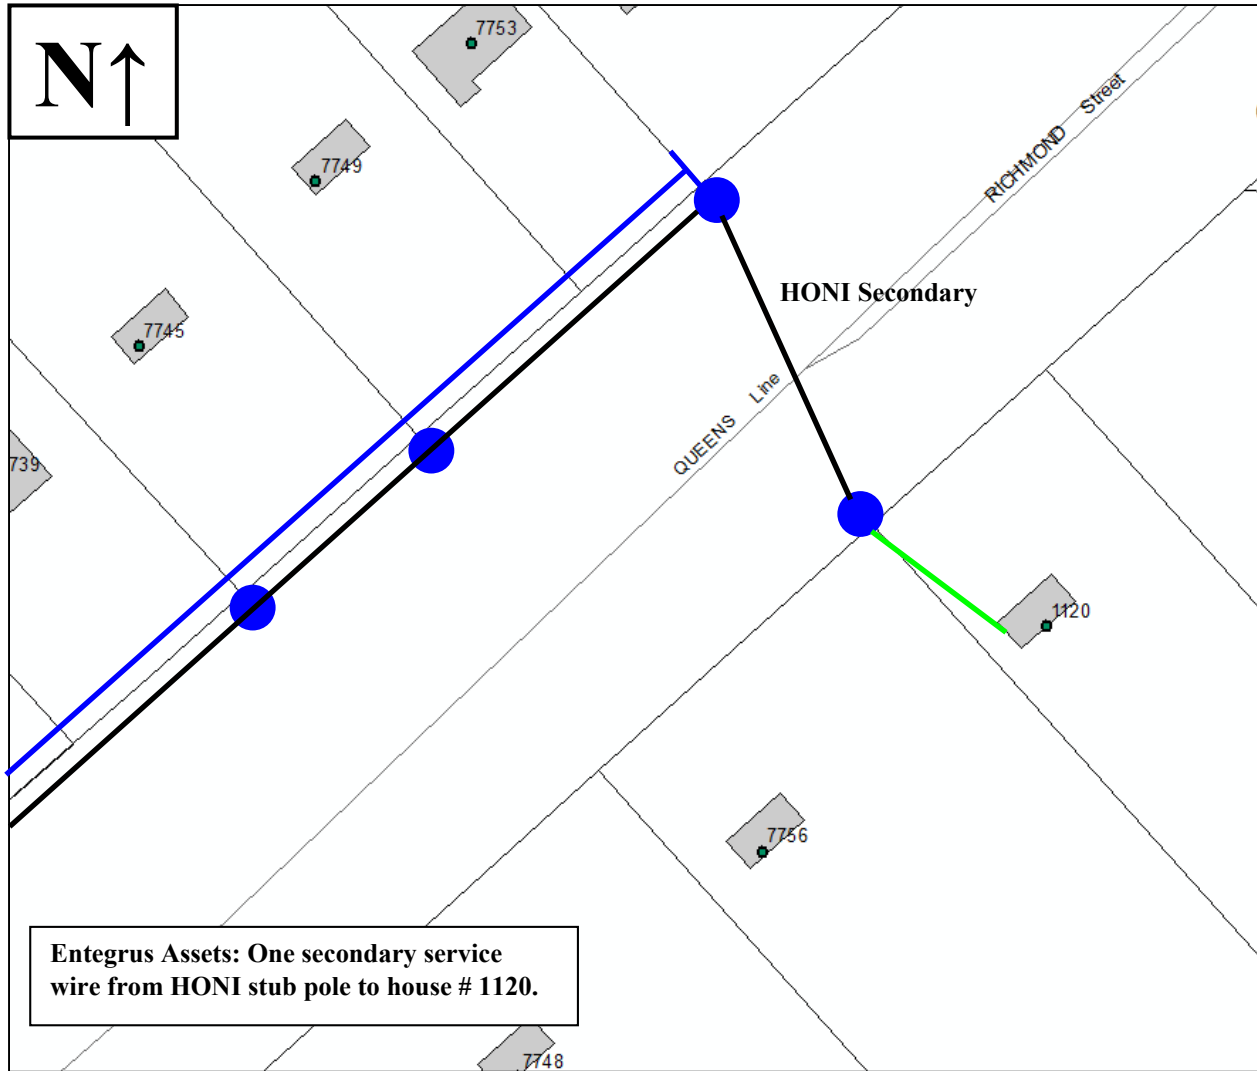 N↑
7753
7749
RICHMOND Street
HONI Secondary
7745
QUEENS Line
739
1120
7756
Entegrus Assets: One secondary service
wire from HONI stub pole to house # 1120.
7748